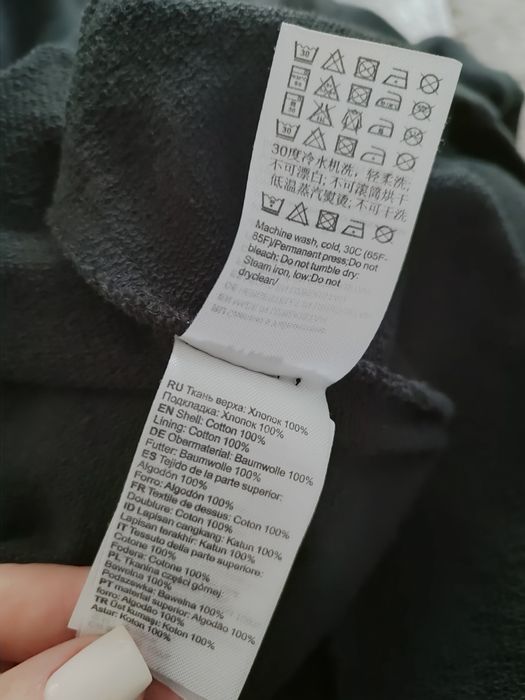 30
30
30
30度冷水机洗, 轻柔洗,
不可漂白; 不可滚筒烘干
低温蒸汽熨烫; 不可干洗
Machine wash, cold, 30C (65F-
85F)/Permanent press;Do not
bleach; Do not tumble dry;
Steam iron, low;Do not
dryclean/
RU Ткань верха: Хлопок 100%
Подкладка: Хлопок 100%
EN Shell: Cotton 100%
Lining: Cotton 100%
DE Obermaterial: Baumwolle 100%
Futter: Baumwolle 100%
ES Tejido de la parte superior:
Algodón 100%
Forro: Algodón 100%
FR Textile de dessus: Coton 100%
Doublure: Coton 100%
ID Lapisan cangkang: Katun 100%
Lapisan terakhir: Katun 100%
IT Tessuto della parte superiore:
Cotone 100%
Fodera: Cotone 100%
PL Tkanina części górnej:
Bawełna 100%
Podszewka: Bawełna 100%
PT material superior: Algodão 100%
forro: Algodão 100%
TR Üst kumaşı: Koton 100%
Astar: Koton 100%